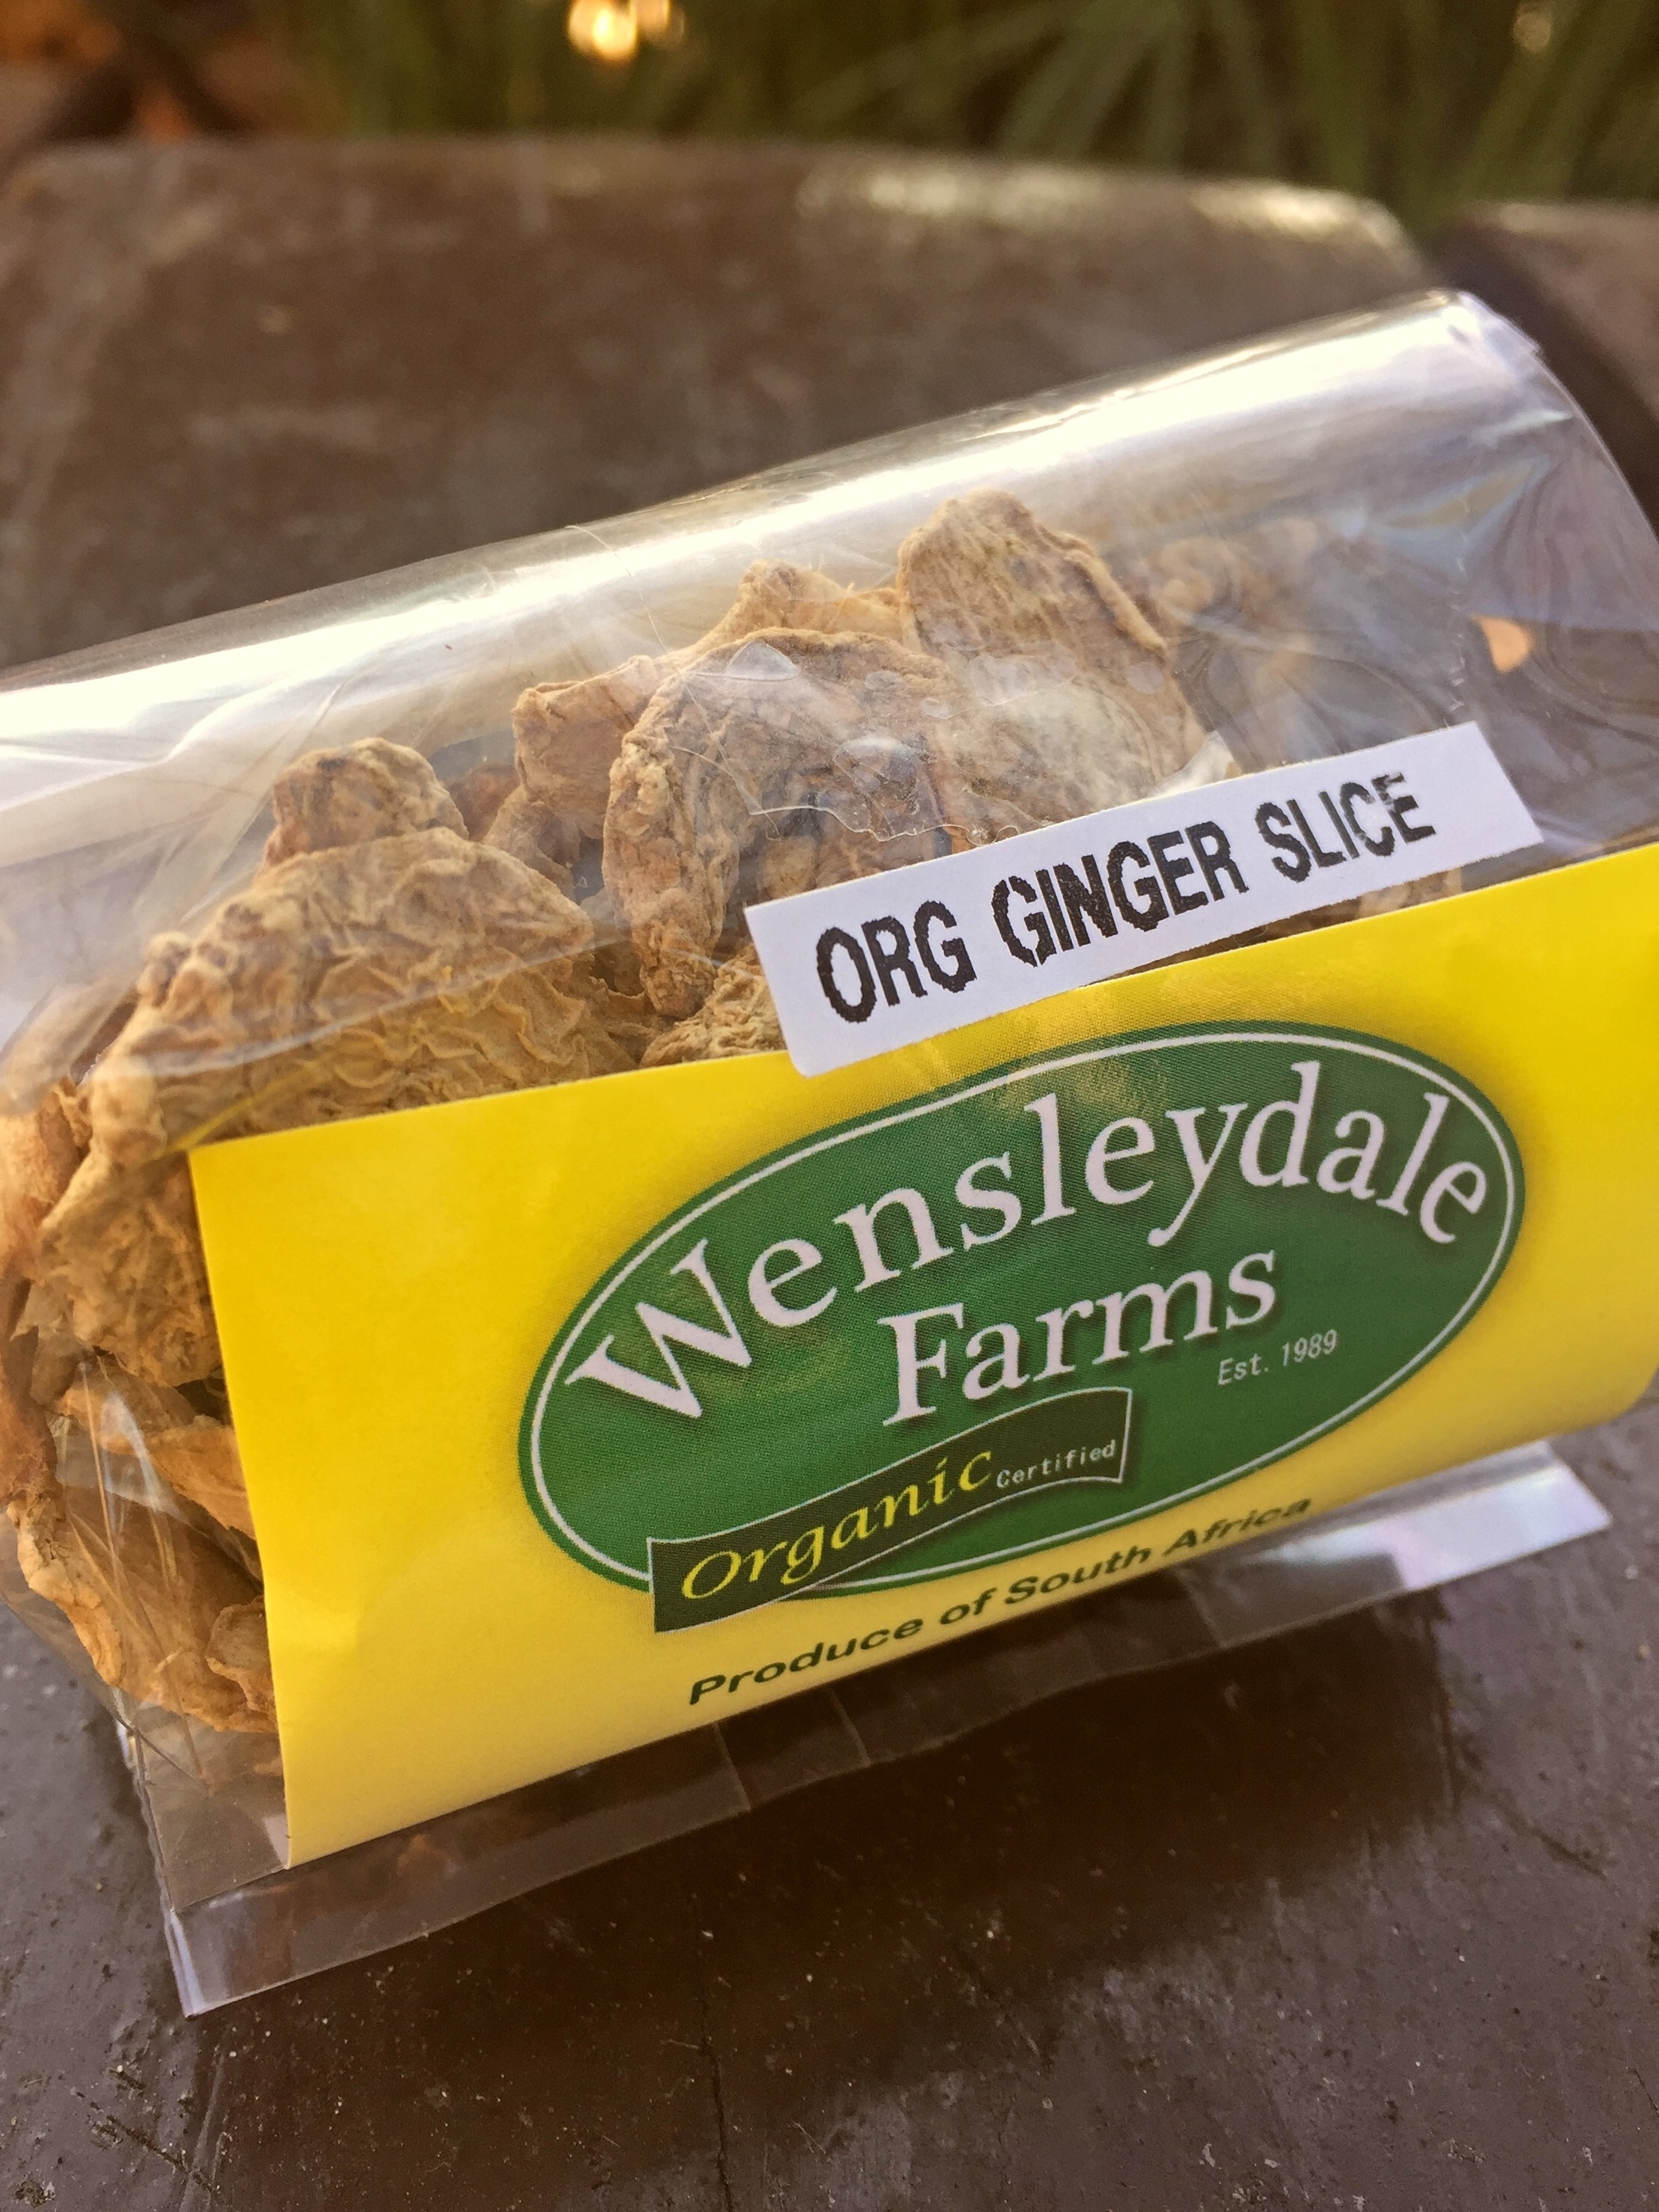 ORG GINGER SLICE
Wensleydale
Farms
Est. 1989
Organic Certified
Produce of South Africa